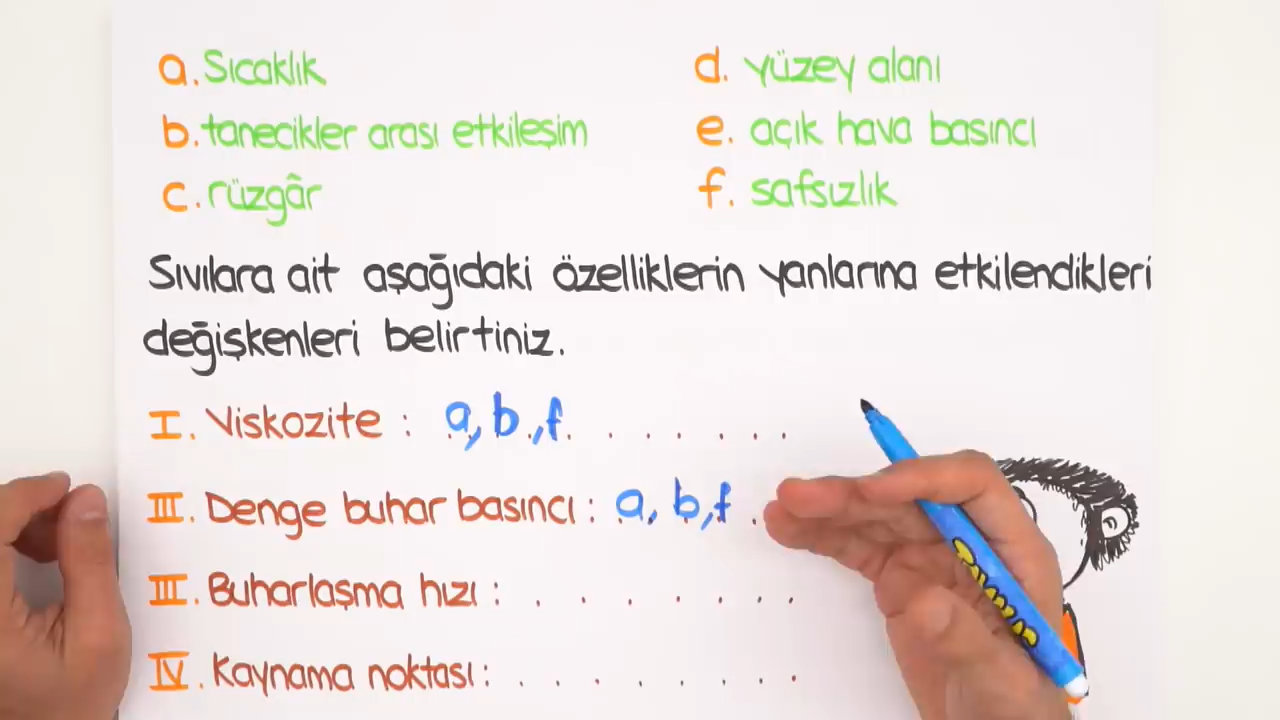 a. Sıcaklık
b. tanecikler arası etkileşim
c. rüzgâr
d. yüzey alanı
e. açık hava basıncı
f. safsızlık
Sıvılara ait aşağıdaki özelliklerin yanlarına etkilendikleri
değişkenleri belirtiniz.
I. Viskozite : a, b, f . . . . . .
III. Denge buhar basıncı : a, b, f .
III. Buharlaşma hızı : . . . . . . .
IV. Kaynama noktası : . . . . . . .